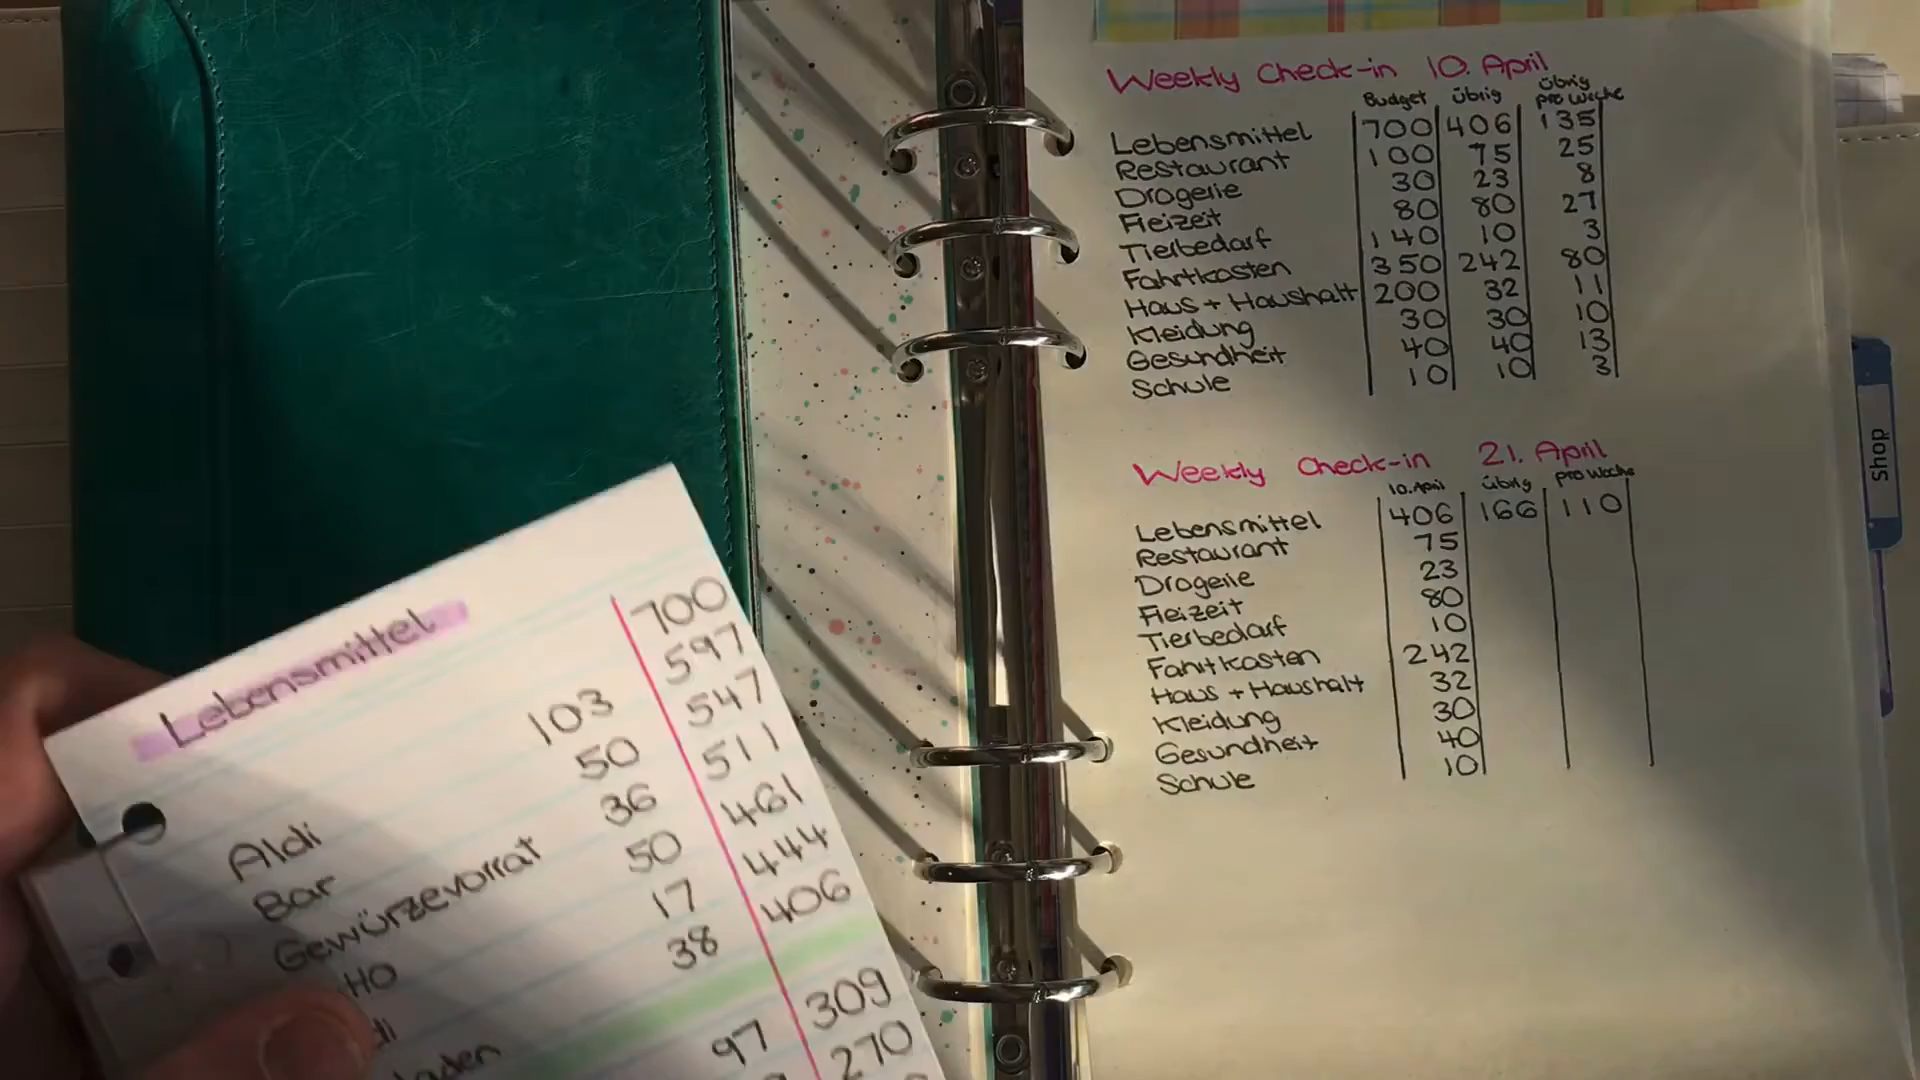 Weekly Check-in 10. April
Budget übrig übrig pro Woche
Lebensmittel 700 406 135
Restaurant 100 75 25
Drogerie 30 23 8
Freizeit 80 80 27
Tierbedarf 140 10 3
Fahrtkosten 350 242 80
Haus + Haushalt 200 32 11
Kleidung 30 30 10
Gesundheit 40 40 13
Schule 10 10 3
Weekly Check-in 21. April
10. April übrig pro Woche
Lebensmittel 406 166 110
Restaurant 75
Drogerie 23
Freizeit 80
Tierbedarf 10
Fahrtkosten 242
Haus + Haushalt 32
Kleidung 30
Gesundheit 40
Schule 10
Shop
Lebensmittel
700
Aldi 103 597
Bar 50 547
Gewürzevorrat 36 511
50 461
17 444
38 406
97 309
270